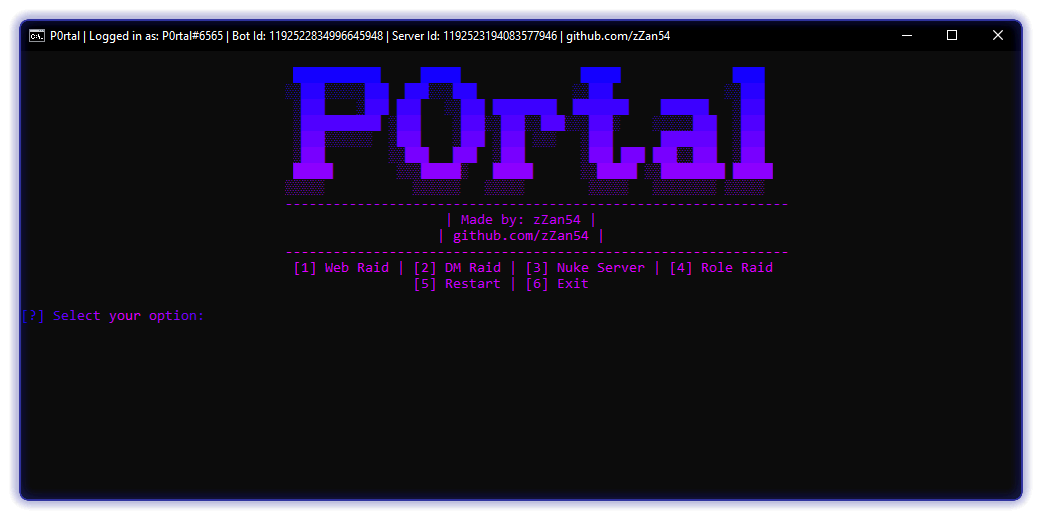 P0rtal | Logged in as: P0rtal#6565 | Bot Id: 1192522834996645948 | Server Id: 1192523194083577946 | github.com/zZan54
P0rtal
| Made by: zZan54 |
| github.com/zZan54 |
[1] Web Raid | [2] DM Raid | [3] Nuke Server | [4] Role Raid
[5] Restart | [6] Exit
[?] Select your option: